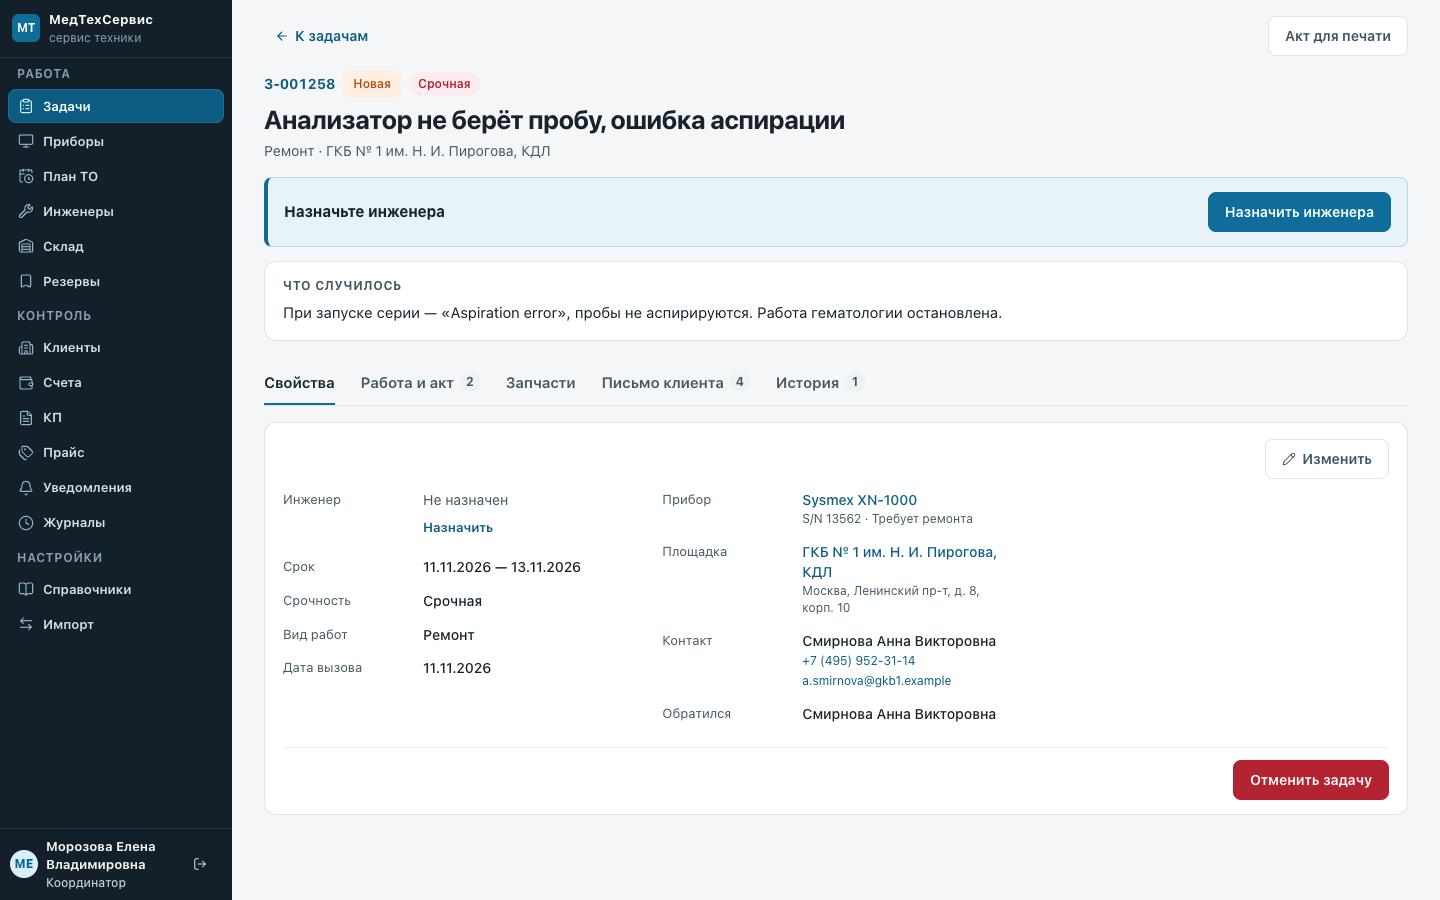 МТ
МедТехСервис
сервис техники
РАБОТА
Задачи
Приборы
План ТО
Инженеры
Склад
Резервы
КОНТРОЛЬ
Клиенты
Счета
КП
Прайс
Уведомления
Журналы
НАСТРОЙКИ
Справочники
Импорт
МЕ
Морозова Елена
Владимировна
Координатор
К задачам
Акт для печати
З-001258 Новая Срочная
Анализатор не берёт пробу, ошибка аспирации
Ремонт · ГКБ № 1 им. Н. И. Пирогова, КДЛ
Назначьте инженера
Назначить инженера
ЧТО СЛУЧИЛОСЬ
При запуске серии — «Aspiration error», пробы не аспирируются. Работа гематологии остановлена.
Свойства Работа и акт 2 Запчасти Письмо клиента 4 История 1
Изменить
Инженер Не назначен
Назначить
Срок 11.11.2026 — 13.11.2026
Срочность Срочная
Вид работ Ремонт
Дата вызова 11.11.2026
Прибор Sysmex XN-1000
S/N 13562 · Требует ремонта
Площадка ГКБ № 1 им. Н. И. Пирогова,
КДЛ
Москва, Ленинский пр-т, д. 8,
корп. 10
Контакт Смирнова Анна Викторовна
+7 (495) 952-31-14
a.smirnova@gkb1.example
Обратился Смирнова Анна Викторовна
Отменить задачу